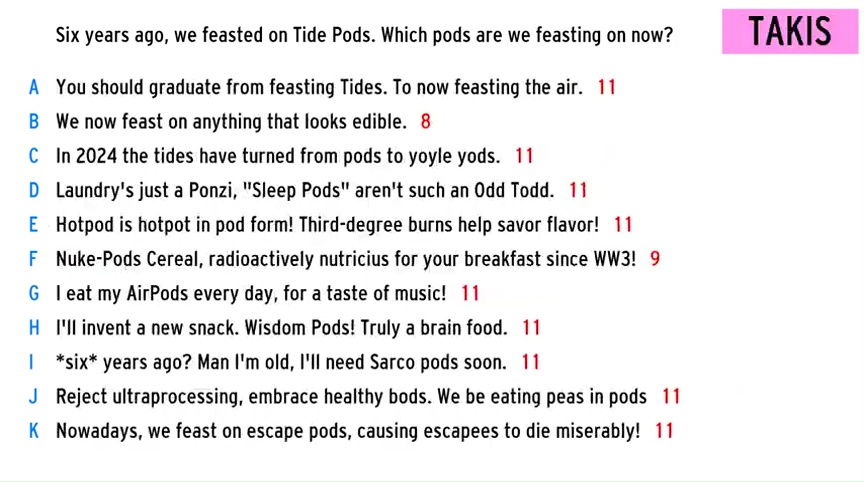 Six years ago, we feasted on Tide Pods. Which pods are we feasting on now?
TAKIS
A You should graduate from feasting Tides. To now feasting the air. 11
B We now feast on anything that looks edible. 8
C In 2024 the tides have turned from pods to yoyle yods. 11
D Laundry's just a Ponzi, "Sleep Pods" aren't such an Odd Todd. 11
E Hotpod is hotpot in pod form! Third-degree burns help savor flavor! 11
F Nuke-Pods Cereal, radioactively nutricius for your breakfast since WW3! 9
G I eat my AirPods every day, for a taste of music! 11
H I'll invent a new snack. Wisdom Pods! Truly a brain food. 11
I *six* years ago? Man I'm old, I'll need Sarco pods soon. 11
J Reject ultraprocessing, embrace healthy bods. We be eating peas in pods 11
K Nowadays, we feast on escape pods, causing escapees to die miserably! 11